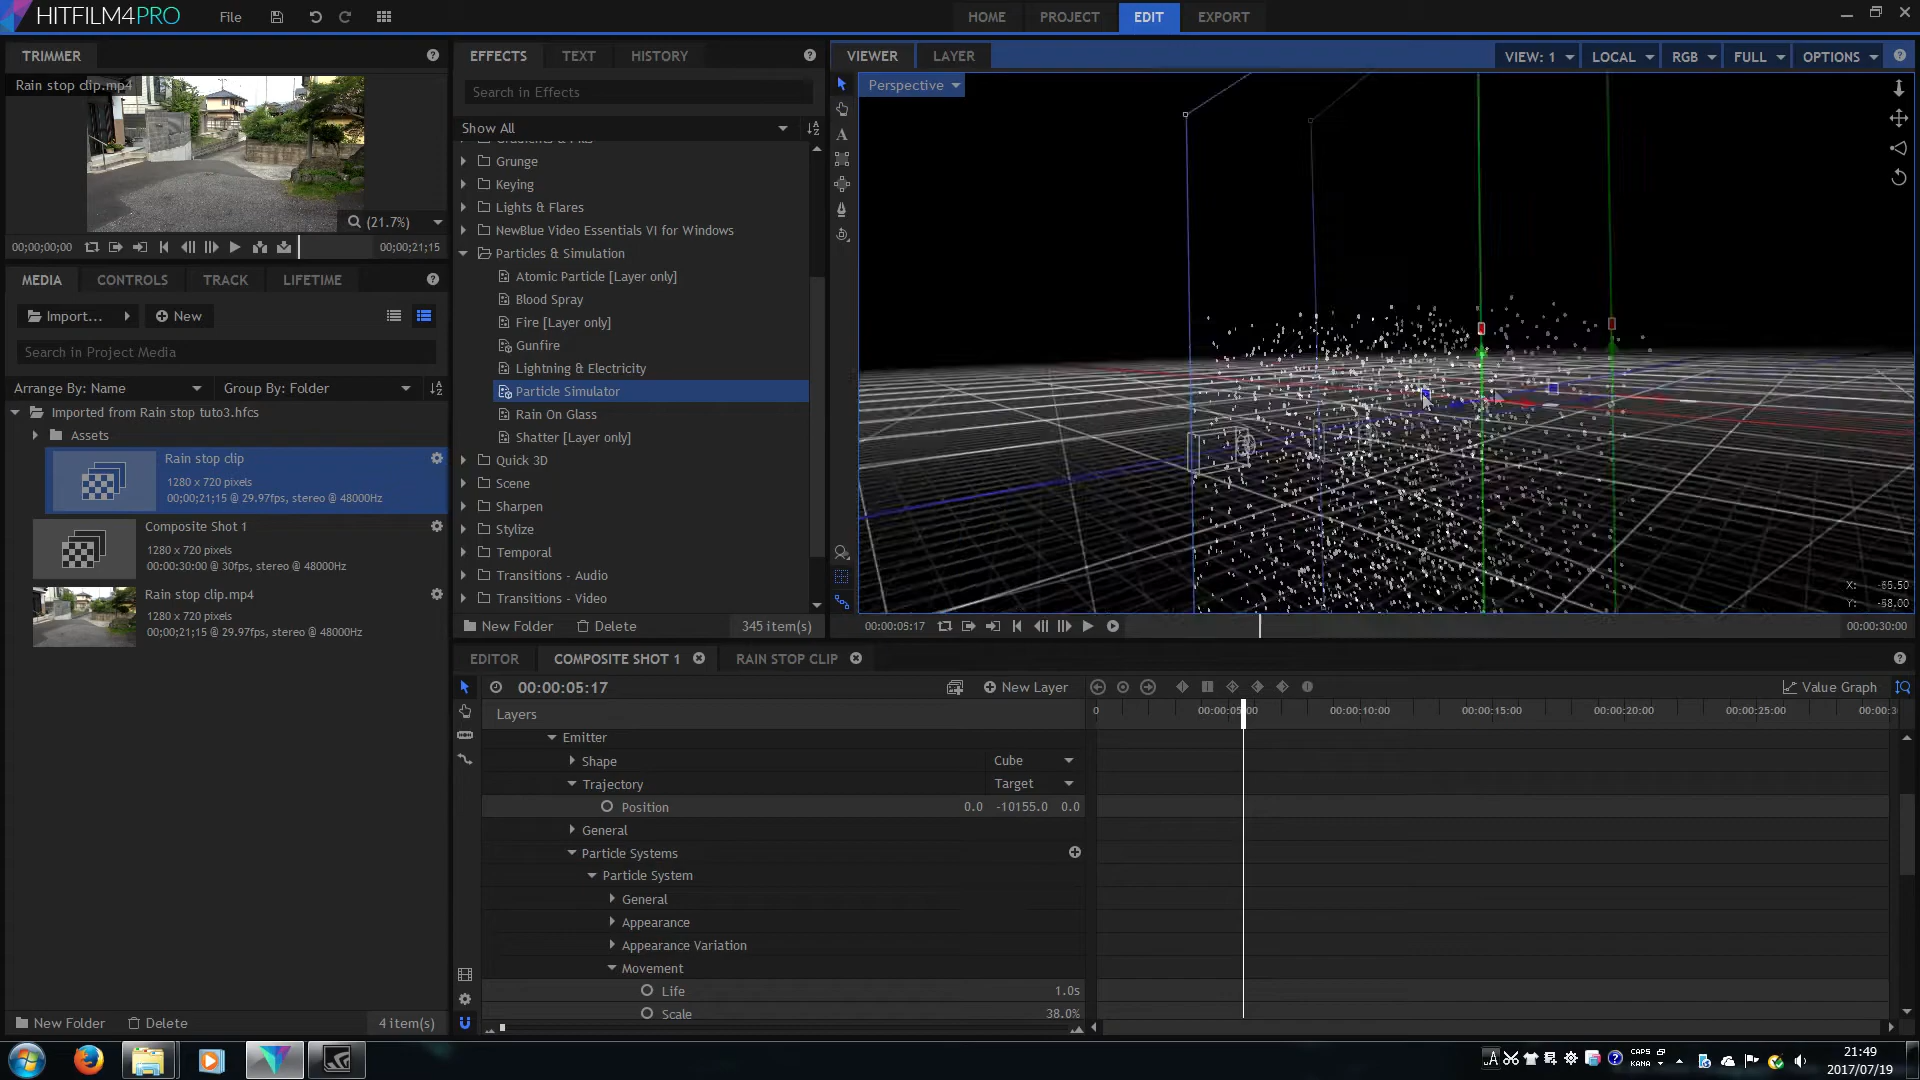 HITFILM4PRO
File
HOME
PROJECT
EDIT
EXPORT
TRIMMER
Rain stop clip.mp4
(21.7%)
00;00;00;00
00;00;21;15
MEDIA
CONTROLS
TRACK
LIFETIME
Import...
New
Search in Project Media
Arrange By: Name
Group By: Folder
Imported from Rain stop tuto3.hfcs
Assets
Rain stop clip
1280 x 720 pixels
00;00;21;15 @ 29.97fps, stereo @ 48000Hz
Composite Shot 1
1280 x 720 pixels
00:00:30:00 @ 30fps, stereo @ 48000Hz
Rain stop clip.mp4
1280 x 720 pixels
00;00;21;15 @ 29.97fps, stereo @ 48000Hz
New Folder
Delete
4 item(s)
EFFECTS
TEXT
HISTORY
Search in Effects
Show All
Grunge
Keying
Lights & Flares
NewBlue Video Essentials VI for Windows
Particles & Simulation
Atomic Particle [Layer only]
Blood Spray
Fire [Layer only]
Gunfire
Lightning & Electricity
Particle Simulator
Rain On Glass
Shatter [Layer only]
Quick 3D
Scene
Sharpen
Stylize
Temporal
Transitions - Audio
Transitions - Video
New Folder
Delete
345 item(s)
VIEWER
LAYER
VIEW: 1
LOCAL
RGB
FULL
OPTIONS
Perspective
X: -65.50
Y: -68.00
00:00:05:17
00:00:30:00
EDITOR
COMPOSITE SHOT 1
RAIN STOP CLIP
00:00:05:17
New Layer
Value Graph
Layers
0
00:00:10:00
00:00:15:00
00:00:20:00
00:00:25:00
Emitter
Shape
Cube
Trajectory
Target
Position
0.0 -10155.0 0.0
General
Particle Systems
Particle System
General
Appearance
Appearance Variation
Movement
Life
1.0s
Scale
38.0%
CAPS
KANA
21:49
2017/07/19